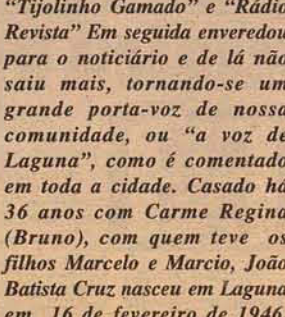 "Tijolinho Gamado" e "Rádio
Revista" Em seguida enveredou
para o noticiário e de lá não
saiu mais, tornando-se um
grande porta-voz de nossa
comunidade, ou "a voz de
Laguna", como é comentado
em toda a cidade. Casado há
36 anos com Carme Regina
(Bruno), com quem teve os
filhos Marcelo e Marcio, João
Batista Cruz nasceu em Laguna
em 16 de fevereiro de 1946